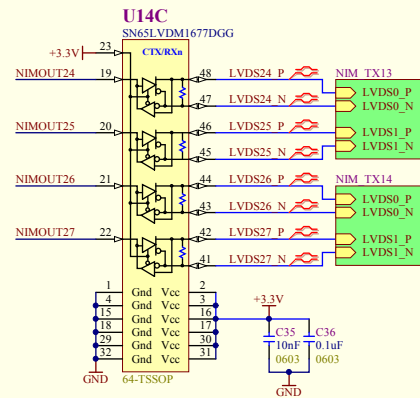 U14C
SN65LVDM1677DGG
+3.3V 23 CTX/RXn
NIMOUT24 19 48 LVDS24_P NIM_TX13
LVDS0_P
47 LVDS24_N LVDS0_N
NIMOUT25 20 46 LVDS25_P LVDS1_P
45 LVDS25_N LVDS1_N
NIMOUT26 21 44 LVDS26_P NIM_TX14
LVDS0_P
43 LVDS26_N LVDS0_N
NIMOUT27 22 42 LVDS27_P LVDS1_P
41 LVDS27_N LVDS1_N
1 Gnd Vcc 2
4 Gnd Vcc 3
15 Gnd Vcc 16
18 Gnd Vcc 17
29 Gnd Vcc 30
32 Gnd Vcc 31
GND
64-TSSOP
+3.3V
C35 C36
10nF 0.1uF
0603 0603
GND